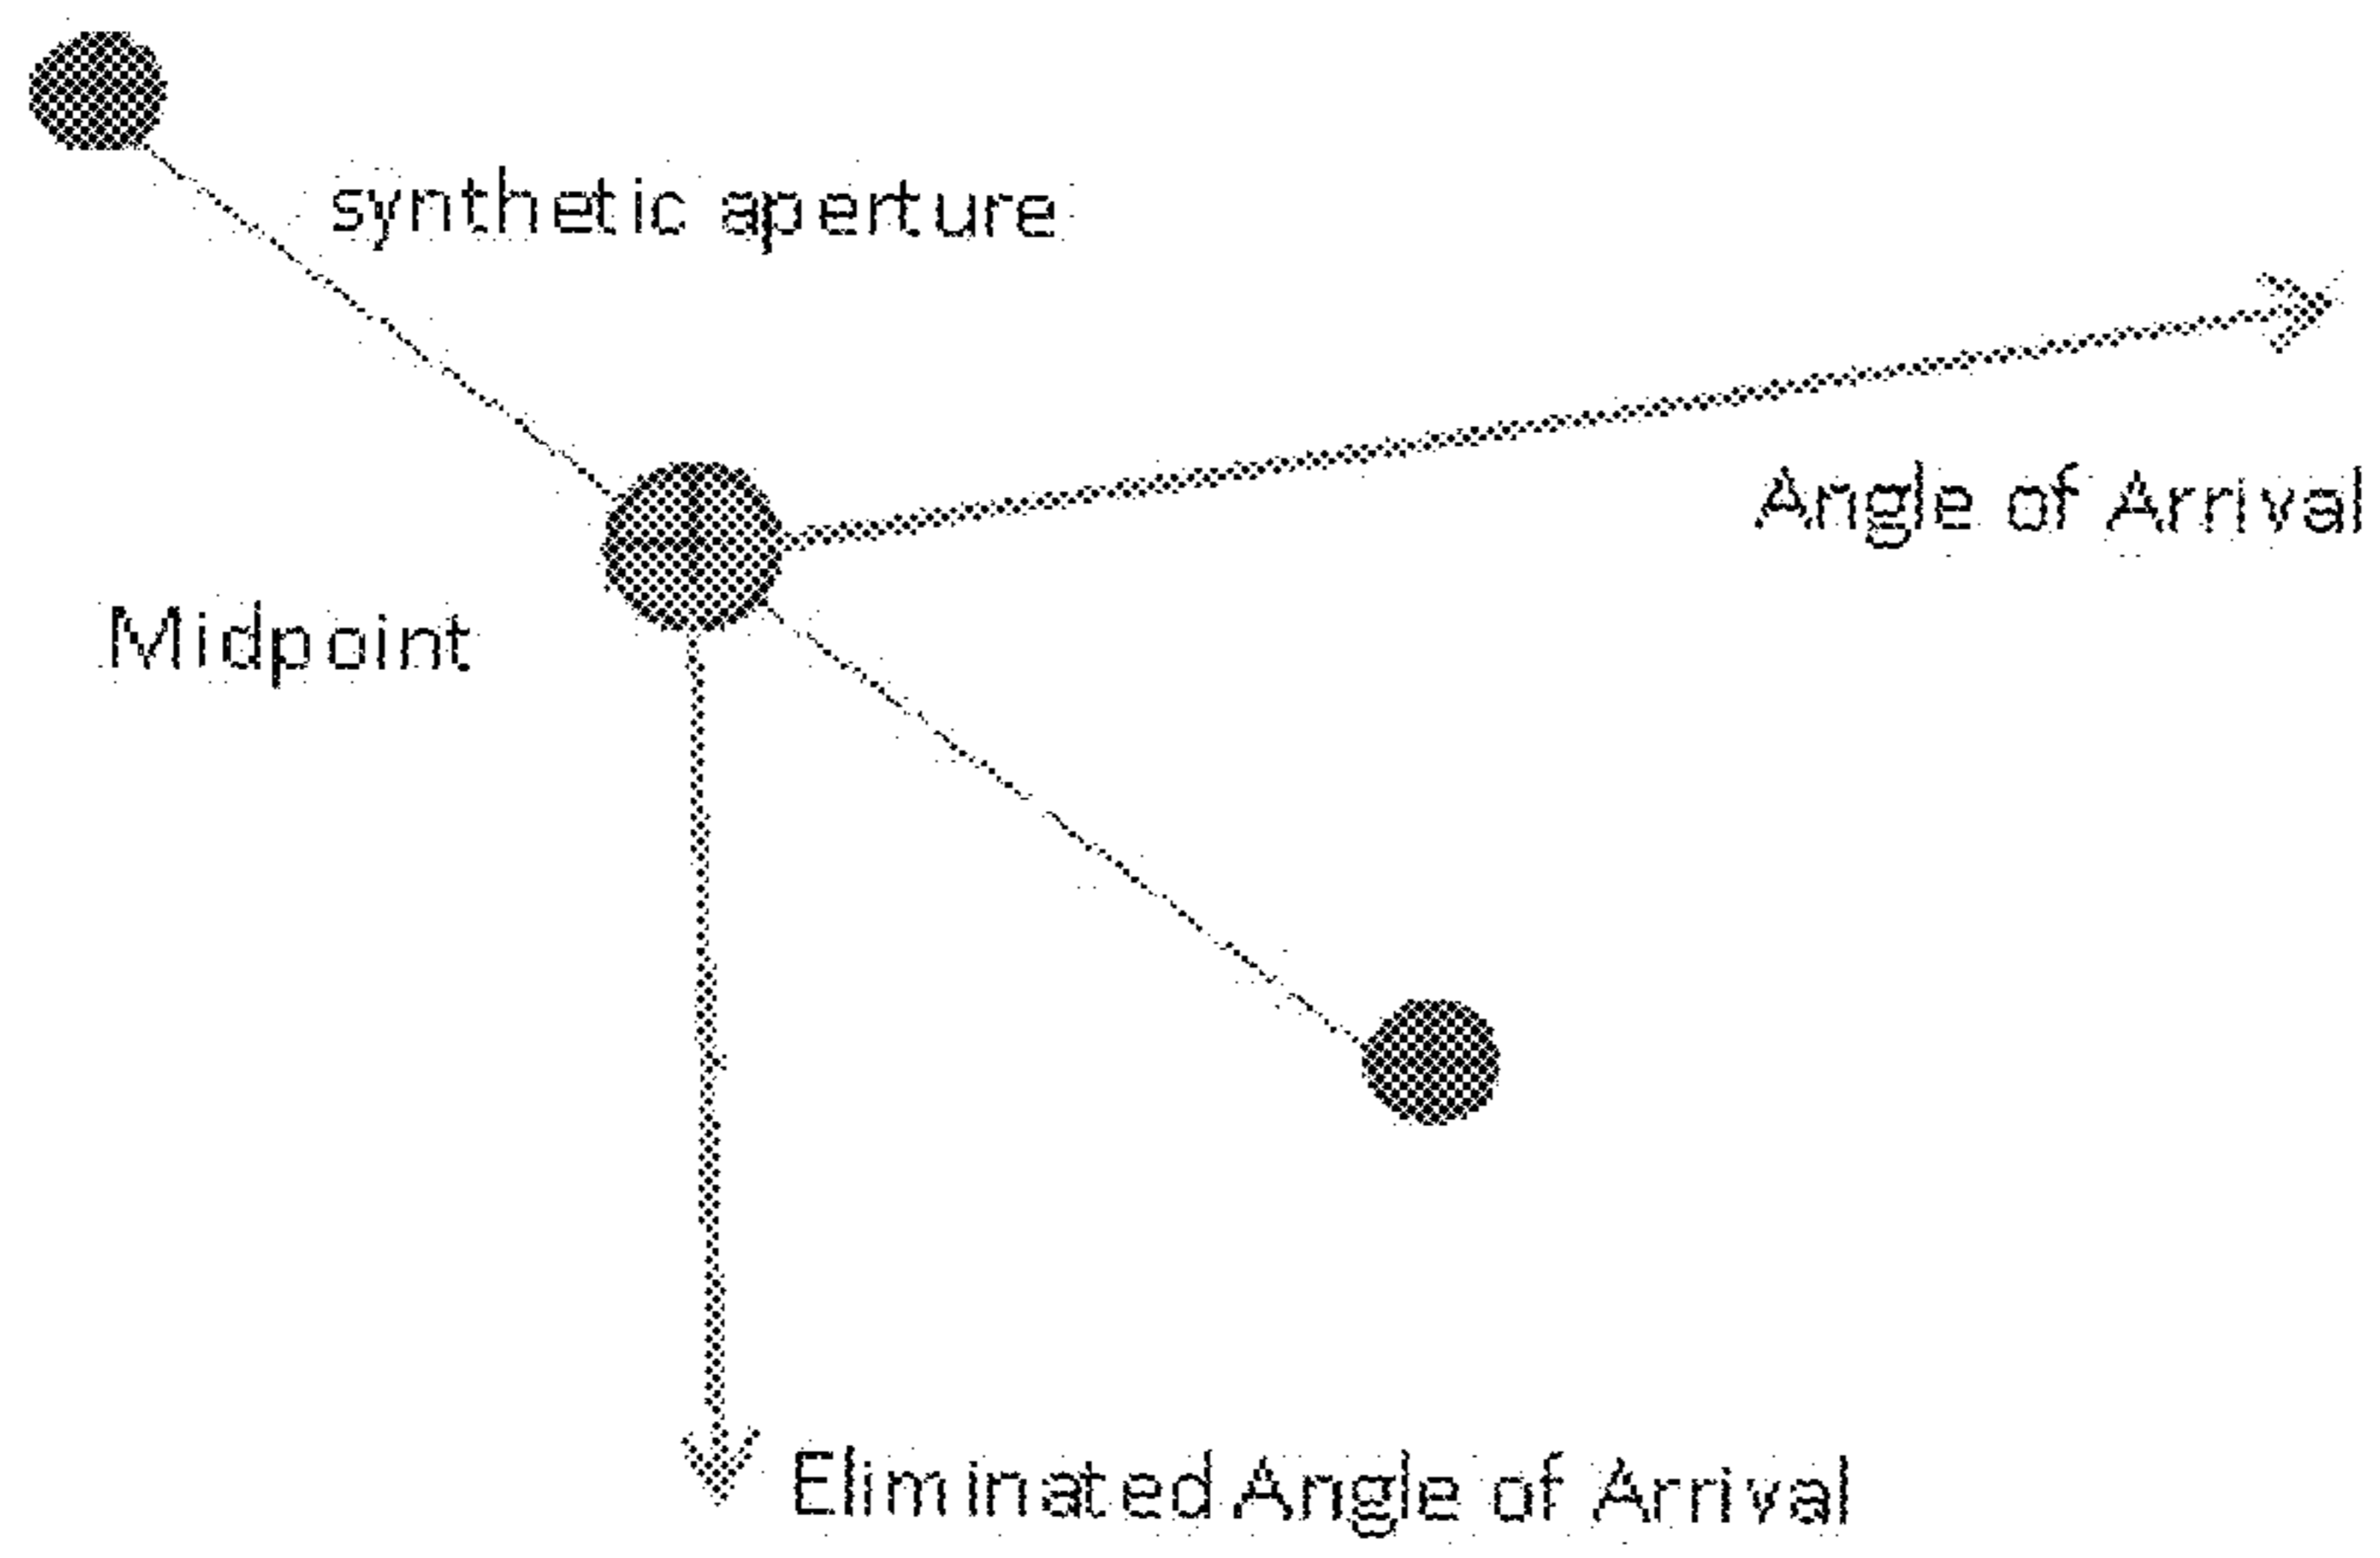 synthetic aperture
Angle of Arrival
Midpoint
Eliminated Angle of Arrival